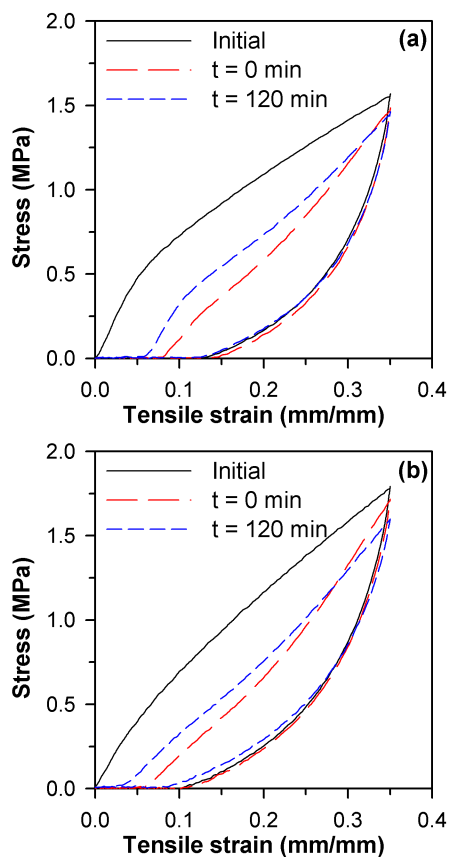 2.0
(a)
Initial
t = 0 min
t = 120 min
1.5
1.0
0.5
0.0
Stress (MPa)
0.0 0.1 0.2 0.3 0.4
Tensile strain (mm/mm)
2.0
(b)
Initial
t = 0 min
t = 120 min
1.5
1.0
0.5
0.0
Stress (MPa)
0.0 0.1 0.2 0.3 0.4
Tensile strain (mm/mm)